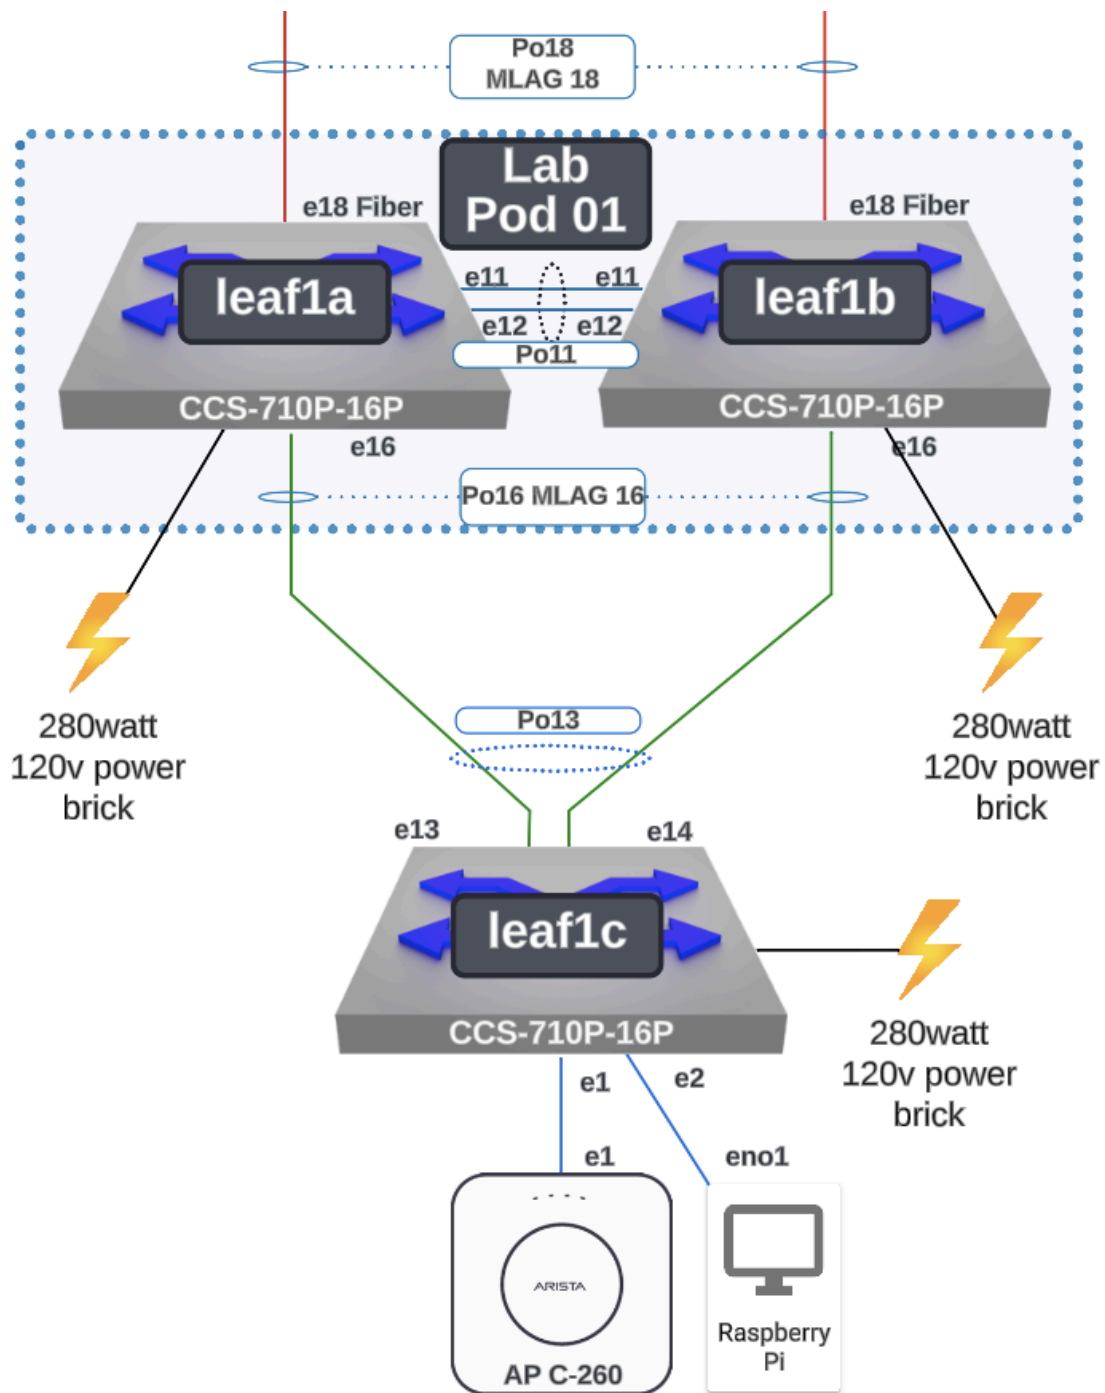 Po18
MLAG 18
Lab
Pod 01
e18 Fiber
e18 Fiber
leaf1a
e11
e11
leaf1b
e12
e12
Po11
CCS-710P-16P
CCS-710P-16P
e16
e16
Po16 MLAG 16
280watt
120v power
brick
280watt
120v power
brick
Po13
e13
e14
leaf1c
CCS-710P-16P
280watt
120v power
brick
e1
e2
e1
eno1
ARISTA
AP C-260
Raspberry
Pi